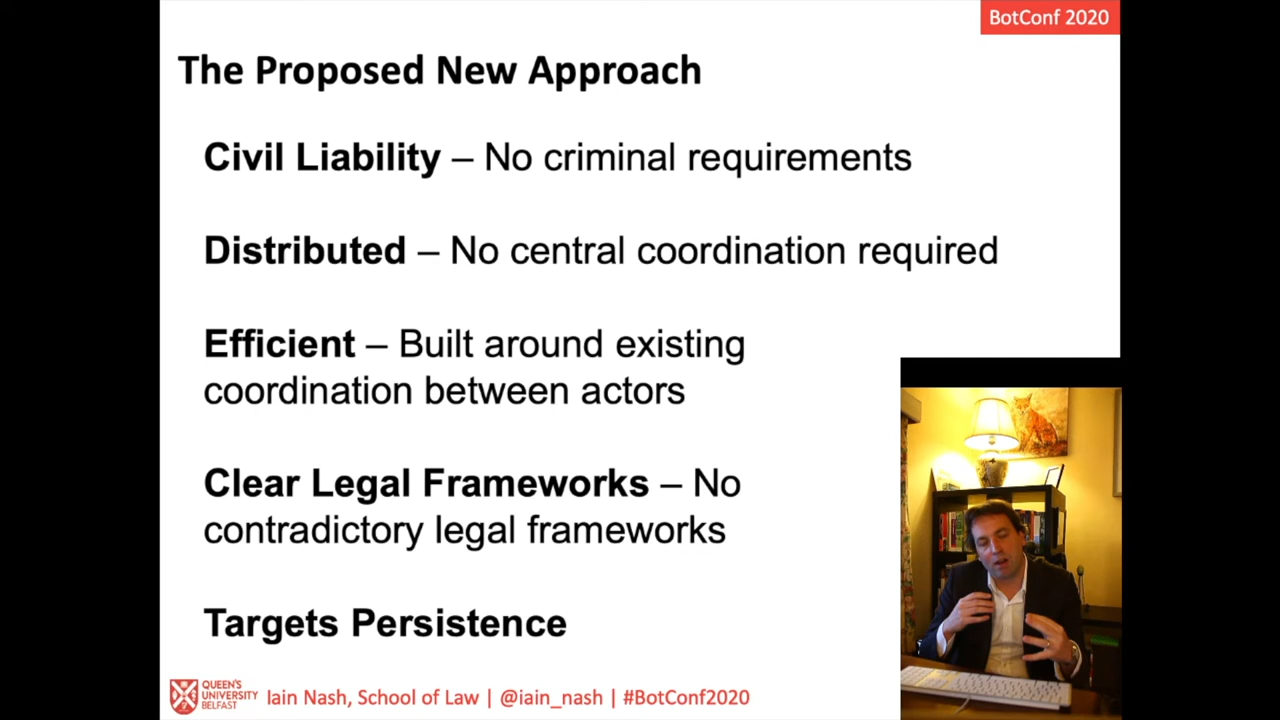 BotConf 2020
The Proposed New Approach
Civil Liability – No criminal requirements
Distributed – No central coordination required
Efficient – Built around existing
coordination between actors
Clear Legal Frameworks – No
contradictory legal frameworks
Targets Persistence
QUEEN'S
UNIVERSITY
BELFAST
Iain Nash, School of Law | @iain_nash | #BotConf2020